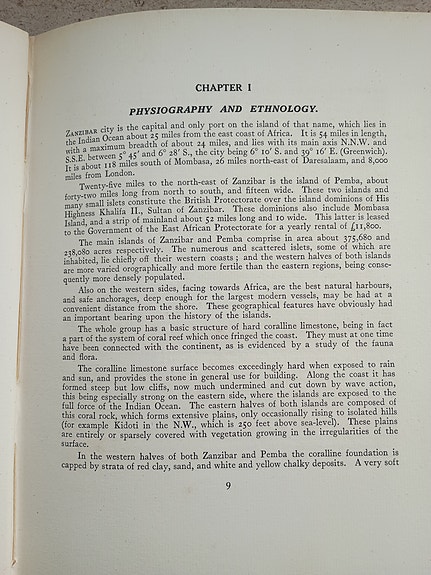 CHAPTER I
PHYSIOGRAPHY AND ETHNOLOGY.
ZANZIBAR city is the capital and only port on the island of that name, which lies in
the Indian Ocean about 25 miles from the east coast of Africa. It is 54 miles in length,
with a maximum breadth of about 24 miles, and lies with its main axis N.N.W. and
S.S.E. between 5° 45′ and 6° 28′ S., the city being 6° 10′ S. and 39° 16′ E. (Greenwich).
It is about 118 miles south of Mombasa, 26 miles north-east of Daresalaam, and 8,000
miles from London.
Twenty-five miles to the north-east of Zanzibar is the island of Pemba, about
forty-two miles long from north to south, and fifteen wide. These two islands and
many small islets constitute the British Protectorate over the island dominions of His
Highness Khalifa II., Sultan of Zanzibar. These dominions also include Mombasa
Island, and a strip of mainland about 52 miles long and 10 wide. This latter is leased
to the Government of the East African Protectorate for a yearly rental of £11,800.
The main islands of Zanzibar and Pemba comprise in area about 375,680 and
238,080 acres respectively. The numerous and scattered islets, some of which are
inhabited, lie chiefly off their western coasts; and the western halves of both islands
are more varied orographically and more fertile than the eastern regions, being conse-
quently more densely populated.
Also on the western sides, facing towards Africa, are the best natural harbours,
and safe anchorages, deep enough for the largest modern vessels, may be had at a
convenient distance from the shore. These geographical features have obviously had
an important bearing upon the history of the islands.
The whole group has a basic structure of hard coralline limestone, being in fact
a part of the system of coral reef which once fringed the coast. They must at one time
have been connected with the continent, as is evidenced by a study of the fauna
and flora.
The coralline limestone surface becomes exceedingly hard when exposed to rain
and sun, and provides the stone in general use for building. Along the coast it has
formed steep but low cliffs, now much undermined and cut down by wave action,
this being especially strong on the eastern side, where the islands are exposed to the
full force of the Indian Ocean. The eastern halves of both islands are composed of
this coral rock, which forms extensive plains, only occasionally rising to isolated hills
(for example Kidoti in the N.W., which is 250 feet above sea-level). These plains
are entirely or sparsely covered with vegetation growing in the irregularities of the
surface.
In the western halves of both Zanzibar and Pemba the coralline foundation is
capped by strata of red clay, sand, and white and yellow chalky deposits. A very soft
9